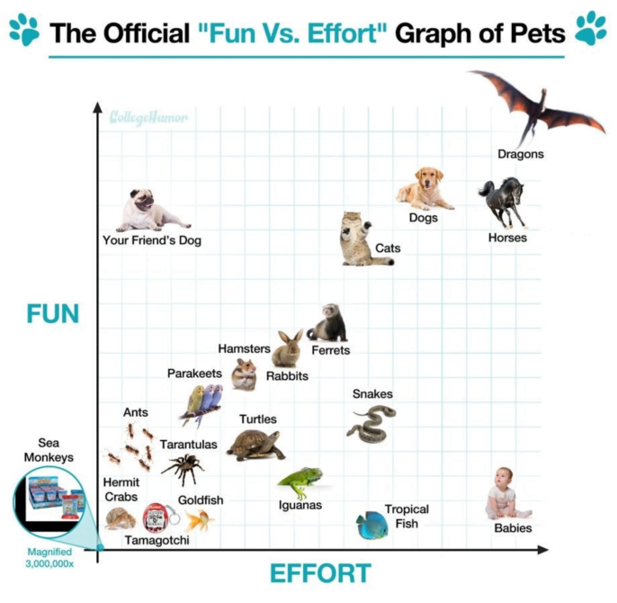 The Official "Fun Vs. Effort" Graph of Pets
CollegeHumor
Dragons
Dogs
Horses
Your Friend's Dog
Cats
FUN
Hamsters
Ferrets
Parakeets
Rabbits
Snakes
Ants
Turtles
Sea
Monkeys
Tarantulas
Hermit
Crabs
Goldfish
Iguanas
Tropical
Fish
Babies
Tamagotchi
Magnified
3,000,000x
EFFORT